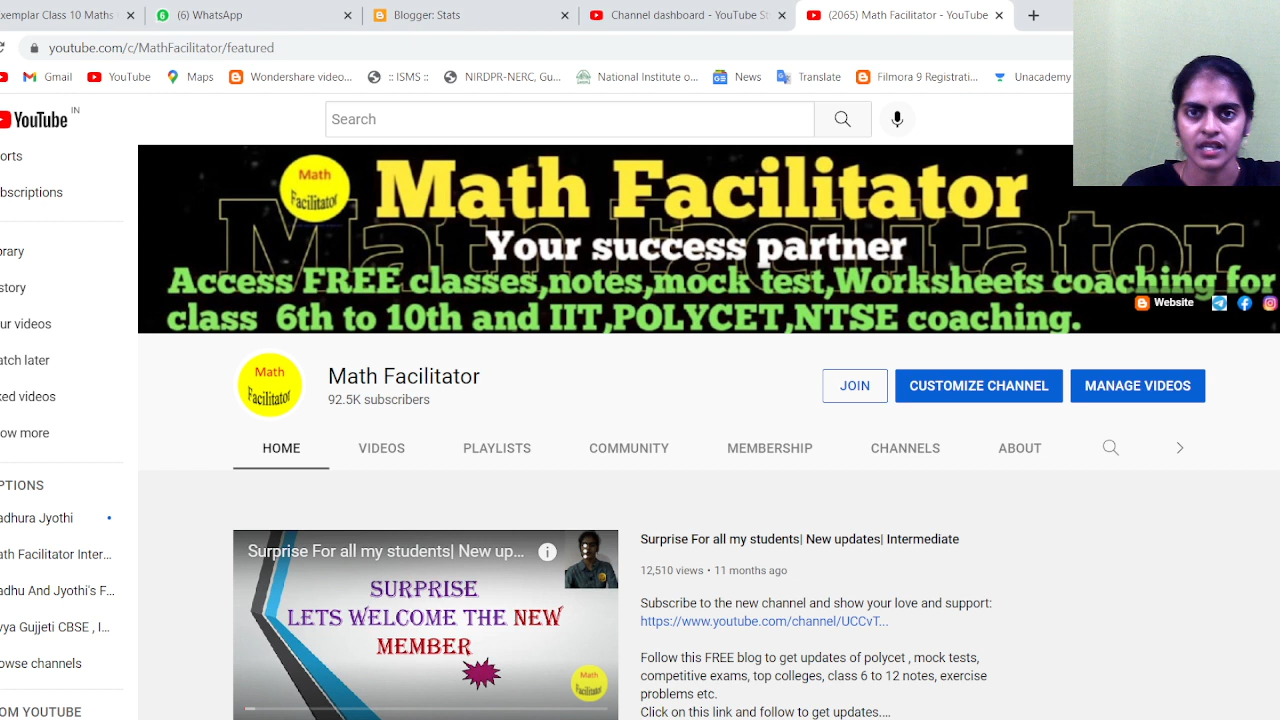 xemplar Class 10 Maths
(6) WhatsApp
Blogger: Stats
Channel dashboard - YouTube St
(2065) Math Facilitator - YouTube
youtube.com/c/MathFacilitator/featured
Gmail
YouTube
Maps
Wondershare video...
:: ISMS ::
NIRDPR-NERC, Gu...
National Institute o...
News
Translate
Filmora 9 Registrati...
Unacademy
YouTube IN
Search
orts
bscriptions
brary
story
ur videos
atch later
ked videos
ow more
PTIONS
adhura Jyothi
ath Facilitator Inter...
adhu And Jyothi's F...
vya Gujjeti CBSE , I...
owse channels
OM YOUTUBE
Math
Facilitator
Math Facilitator
Math Facilitator
Your success partner
Access FREE classes,notes,mock test,Worksheets coaching for
class 6th to 10th and IIT,POLYCET,NTSE coaching.
Website
Math
Facilitator
Math Facilitator
92.5K subscribers
JOIN
CUSTOMIZE CHANNEL
MANAGE VIDEOS
HOME
VIDEOS
PLAYLISTS
COMMUNITY
MEMBERSHIP
CHANNELS
ABOUT
Surprise For all my students| New up...
SURPRISE
LETS WELCOME THE NEW
MEMBER
Math
Facilitator
Surprise For all my students| New updates| Intermediate
12,510 views • 11 months ago
Subscribe to the new channel and show your love and support:
https://www.youtube.com/channel/UCCvT...
Follow this FREE blog to get updates of polycet , mock tests,
competitive exams, top colleges, class 6 to 12 notes, exercise
problems etc.
Click on this link and follow to get updates....